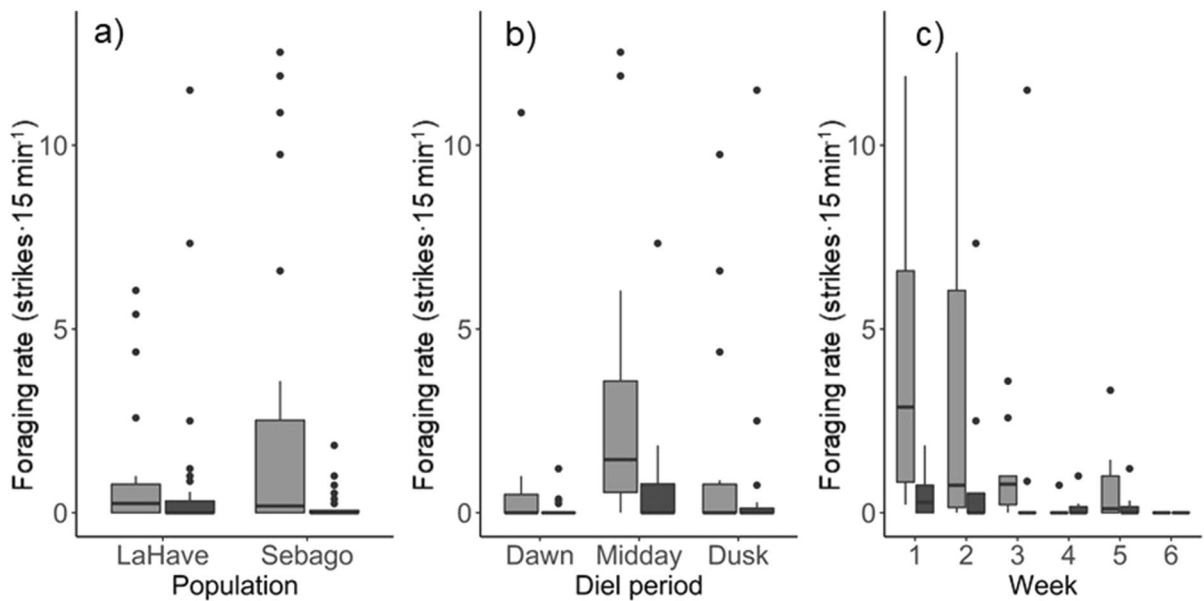 a)
Foraging rate (strikes·15 min⁻¹)
10
5
0
LaHave Sebago
Population
b)
Foraging rate (strikes·15 min⁻¹)
10
5
0
Dawn Midday Dusk
Diel period
c)
Foraging rate (strikes·15 min⁻¹)
10
5
0
1 2 3 4 5 6
Week